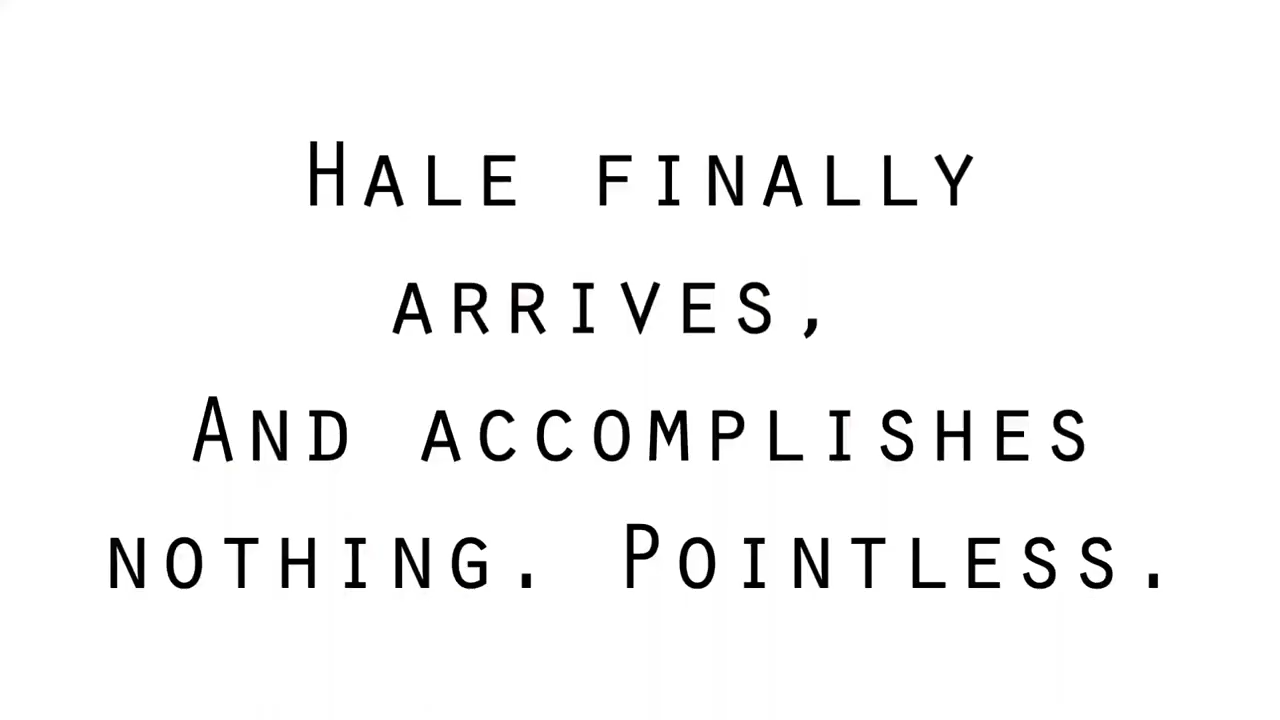 Hale finally
arrives,
And accomplishes
nothing. Pointless.